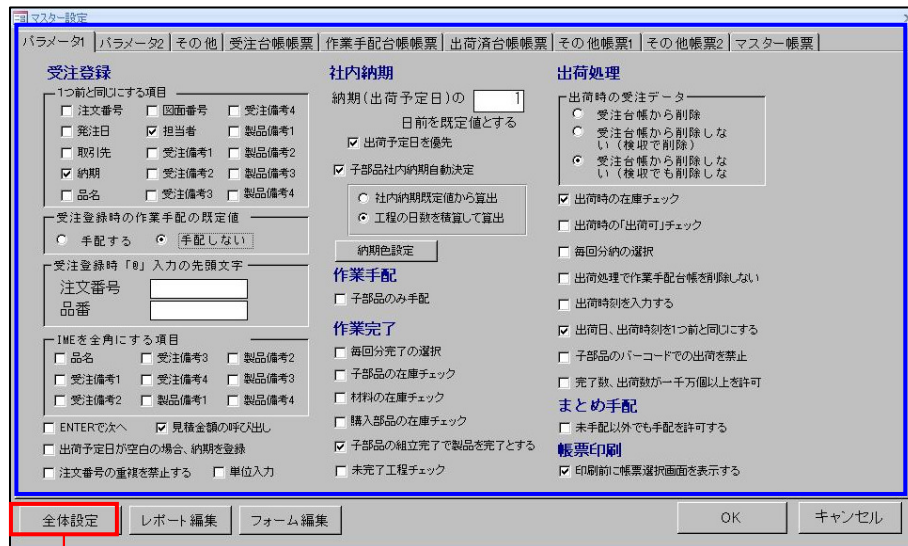 マスター設定
パラメータ1 パラメータ2 その他 受注台帳帳票 作業手配台帳帳票 出荷済台帳帳票 その他帳票1 その他帳票2 マスター帳票
受注登録
1つ前と同じにする項目
注文番号 図面番号 受注備考4
発注日 担当者 製品備考1
取引先 受注備考1 製品備考2
納期 受注備考2 製品備考3
品名 受注備考3 製品備考4
受注登録時の作業手配の既定値
手配する 手配しない
受注登録時「@」入力の先頭文字
注文番号
品番
IMEを全角にする項目
品名 受注備考3 製品備考2
受注備考1 受注備考4 製品備考3
受注備考2 製品備考1 製品備考4
ENTERで次へ 見積金額の呼び出し
出荷予定日が空白の場合、納期を登録
注文番号の重複を禁止する 単位入力
社内納期
納期(出荷予定日)の 1
日前を既定値とする
出荷予定日を優先
子部品社内納期自動決定
社内納期既定値から算出
工程の日数を積算して算出
納期色設定
作業手配
子部品のみ手配
作業完了
毎回分完了の選択
子部品の在庫チェック
材料の在庫チェック
購入部品の在庫チェック
子部品の組立完了で製品を完了とする
未完了工程チェック
出荷処理
出荷時の受注データ
受注台帳から削除
受注台帳から削除しな
い(検収で削除)
受注台帳から削除しな
い(検収でも削除しな
出荷時の在庫チェック
出荷時の「出荷可」チェック
毎回分納の選択
出荷処理で作業手配台帳を削除しない
出荷時刻を入力する
出荷日、出荷時刻を1つ前と同じにする
子部品のバーコードでの出荷を禁止
完了数、出荷数が一千万個以上を許可
まとめ手配
未手配以外でも手配を許可する
帳票印刷
印刷前に帳票選択画面を表示する
全体設定 レポート編集 フォーム編集 OK キャンセル